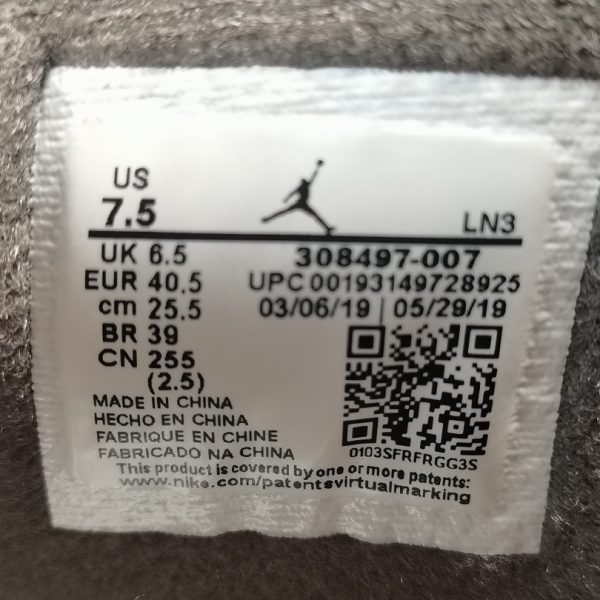 US
7.5
LN3
UK 6.5
308497-007
EUR 40.5
UPC 00193149728925
cm 25.5
03/06/19 | 05/29/19
BR 39
CN 255
(2.5)
MADE IN CHINA
HECHO EN CHINA
FABRIQUE EN CHINE
FABRICADO NA CHINA
0103SFRFRGG3S
This product is covered by one or more patents:
www.nike.com/patentsvirtualmarking